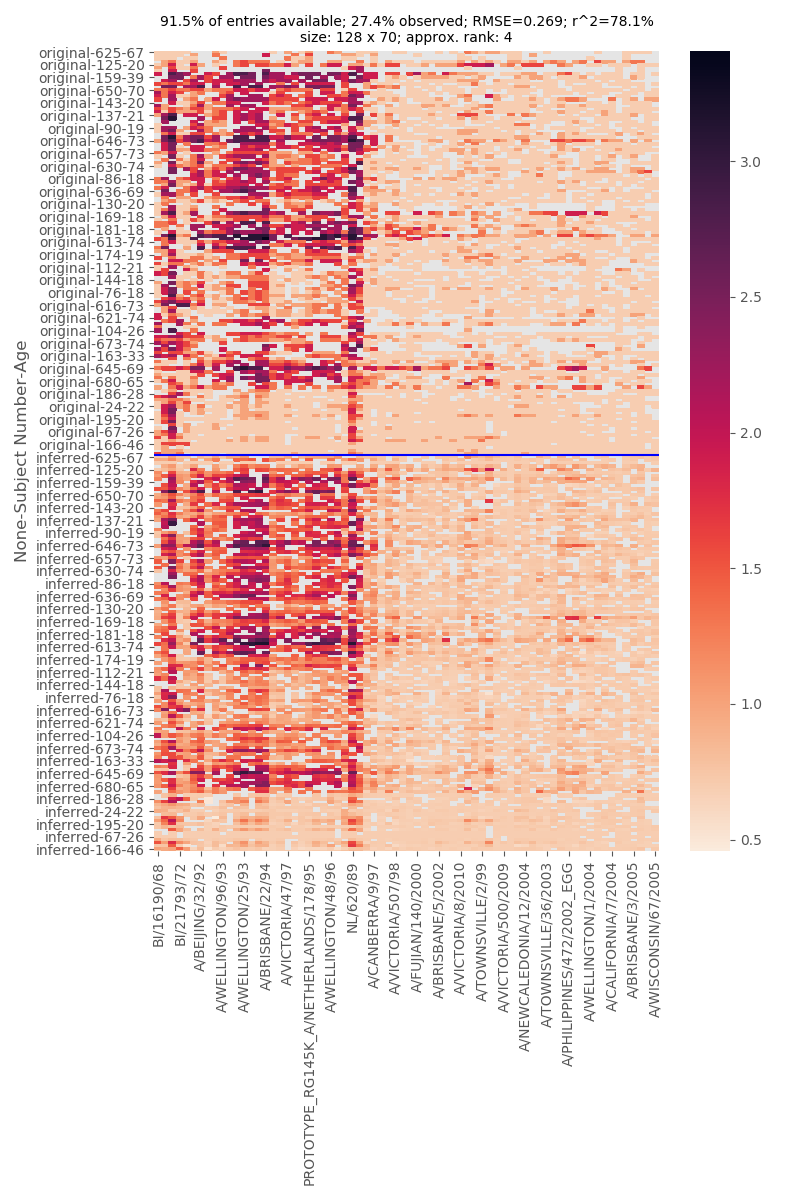 91.5% of entries available; 27.4% observed; RMSE=0.269; r^2=78.1%
size: 128 x 70; approx. rank: 4
None-Subject Number-Age
original-625-67
original-125-20
original-159-39
original-650-70
original-143-20
original-137-21
original-90-19
original-646-73
original-657-73
original-630-74
original-86-18
original-636-69
original-130-20
original-169-18
original-181-18
original-613-74
original-174-19
original-112-21
original-144-18
original-76-18
original-616-73
original-621-74
original-104-26
original-673-74
original-163-33
original-645-69
original-680-65
original-186-28
original-24-22
original-195-20
original-67-26
original-166-46
inferred-625-67
inferred-125-20
inferred-159-39
inferred-650-70
inferred-143-20
inferred-137-21
inferred-90-19
inferred-646-73
inferred-657-73
inferred-630-74
inferred-86-18
inferred-636-69
inferred-130-20
inferred-169-18
inferred-181-18
inferred-613-74
inferred-174-19
inferred-112-21
inferred-144-18
inferred-76-18
inferred-616-73
inferred-621-74
inferred-104-26
inferred-673-74
inferred-163-33
inferred-645-69
inferred-680-65
inferred-186-28
inferred-24-22
inferred-195-20
inferred-67-26
inferred-166-46
BI/16190/68
BI/21793/72
A/BEIJING/32/92
A/WELLINGTON/96/93
A/WELLINGTON/25/93
A/BRISBANE/22/94
A/VICTORIA/47/97
PROTOTYPE_RG145K_A/NETHERLANDS/178/95
A/WELLINGTON/48/96
NL/620/89
A/CANBERRA/9/97
A/VICTORIA/507/98
A/FUJIAN/140/2000
A/BRISBANE/5/2002
A/VICTORIA/8/2010
A/TOWNSVILLE/2/99
A/VICTORIA/500/2009
A/NEWCALEDONIA/12/2004
A/TOWNSVILLE/36/2003
A/PHILIPPINES/472/2002_EGG
A/WELLINGTON/1/2004
A/CALIFORNIA/7/2004
A/BRISBANE/3/2005
A/WISCONSIN/67/2005
3.0
2.5
2.0
1.5
1.0
0.5